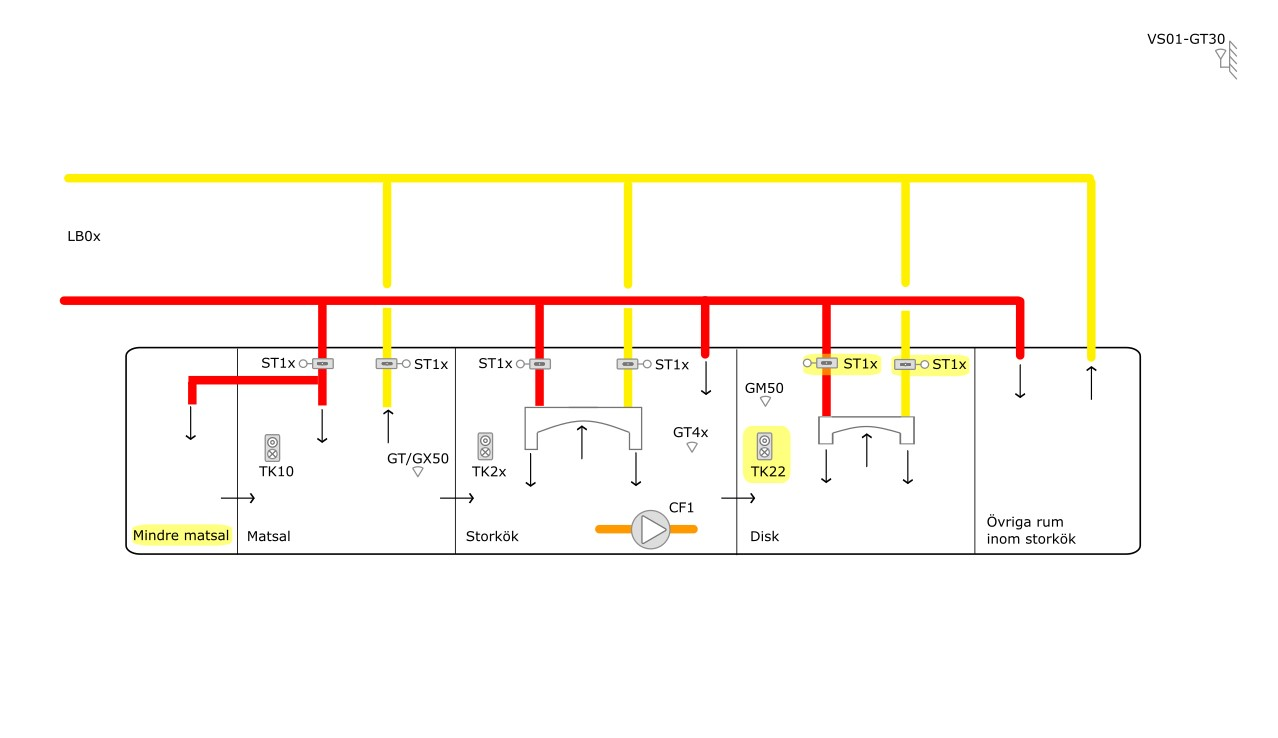 VS01-GT30
LB0x
ST1x
ST1x
ST1x
ST1x
ST1x
ST1x
GM50
GT4x
GT/GX50
TK10
TK2x
TK22
CF1
Mindre matsal
Matsal
Storkök
Disk
Övriga rum
inom storkök